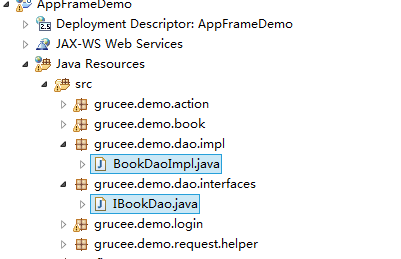 AppFrameDemo
Deployment Descriptor: AppFrameDemo
JAX-WS Web Services
Java Resources
src
grucee.demo.action
grucee.demo.book
grucee.demo.dao.impl
BookDaoImpl.java
grucee.demo.dao.interfaces
IBookDao.java
grucee.demo.login
grucee.demo.request.helper